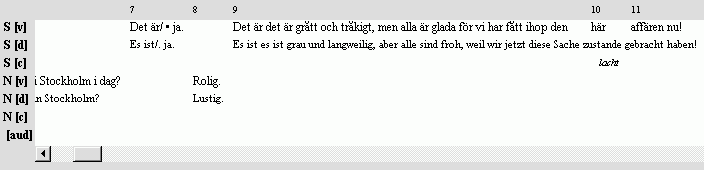 7 8 9 10 11
S [v] Det är/ • ja. Det är det är grått och tråkigt, men alla är glada för vi har fått ihop den här affären nu!
S [d] Es ist/. ja. Es ist es ist grau und langweilig, aber alle sind froh, weil wir jetzt diese Sache zustande gebracht haben!
S [c] lacht
N [v] i Stockholm i dag? Rolig.
N [d] in Stockholm? Lustig.
N [c]
[aud]